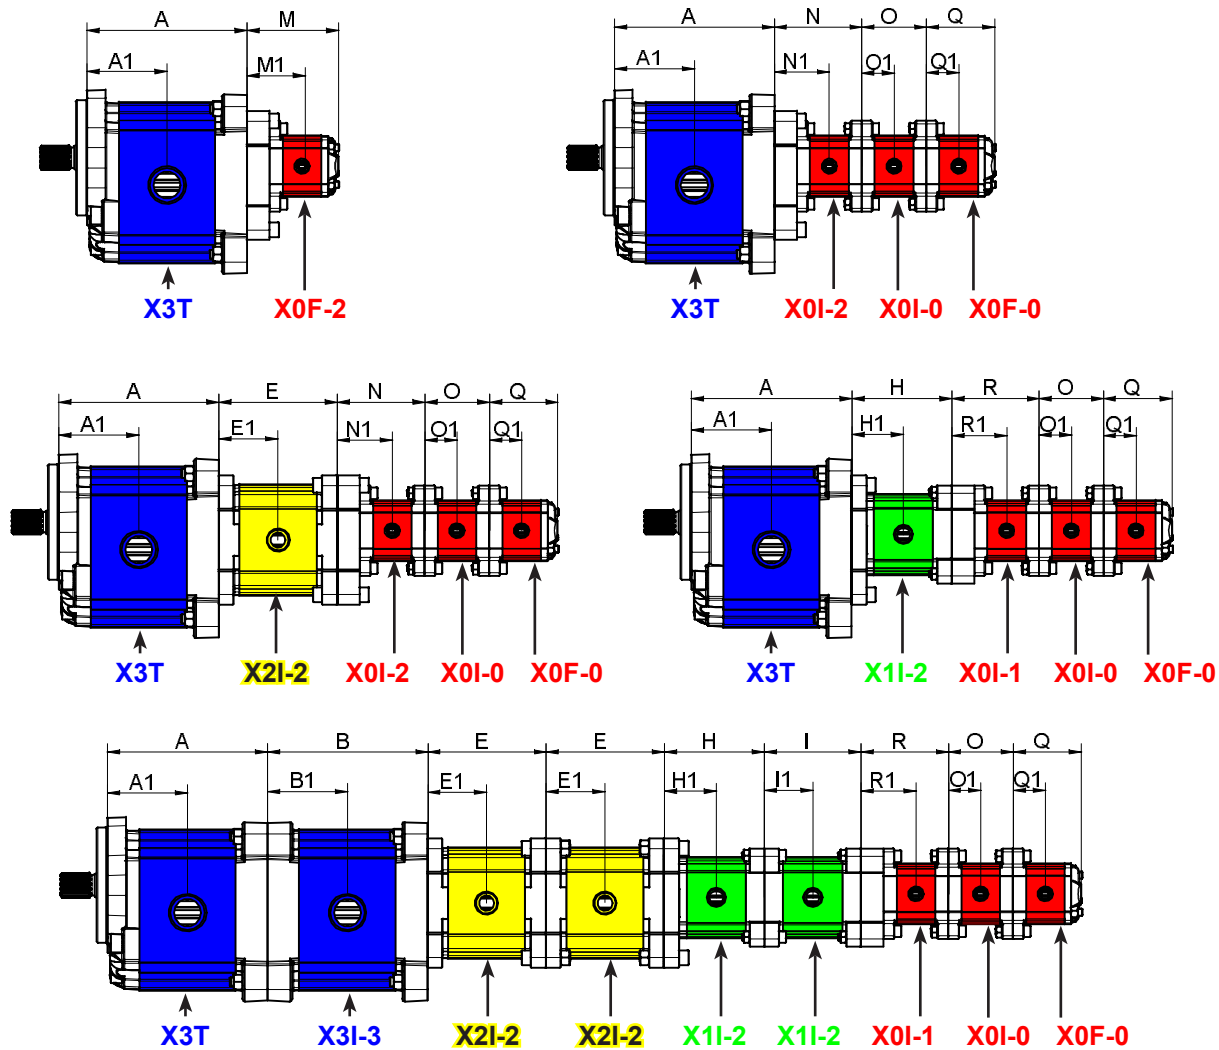 A M
A1 M1
X3T X0F-2
A N O Q
A1 N1 O1 Q1
X3T X0I-2 X0I-0 X0F-0
A E N O Q
A1 E1 N1 O1 Q1
X3T X2I-2 X0I-2 X0I-0 X0F-0
A H R O Q
A1 H1 R1 O1 Q1
X3T X1I-2 X0I-1 X0I-0 X0F-0
A B E E H I R O Q
A1 B1 E1 E1 H1 I1 R1 O1 Q1
X3T X3I-3 X2I-2 X2I-2 X1I-2 X1I-2 X0I-1 X0I-0 X0F-0